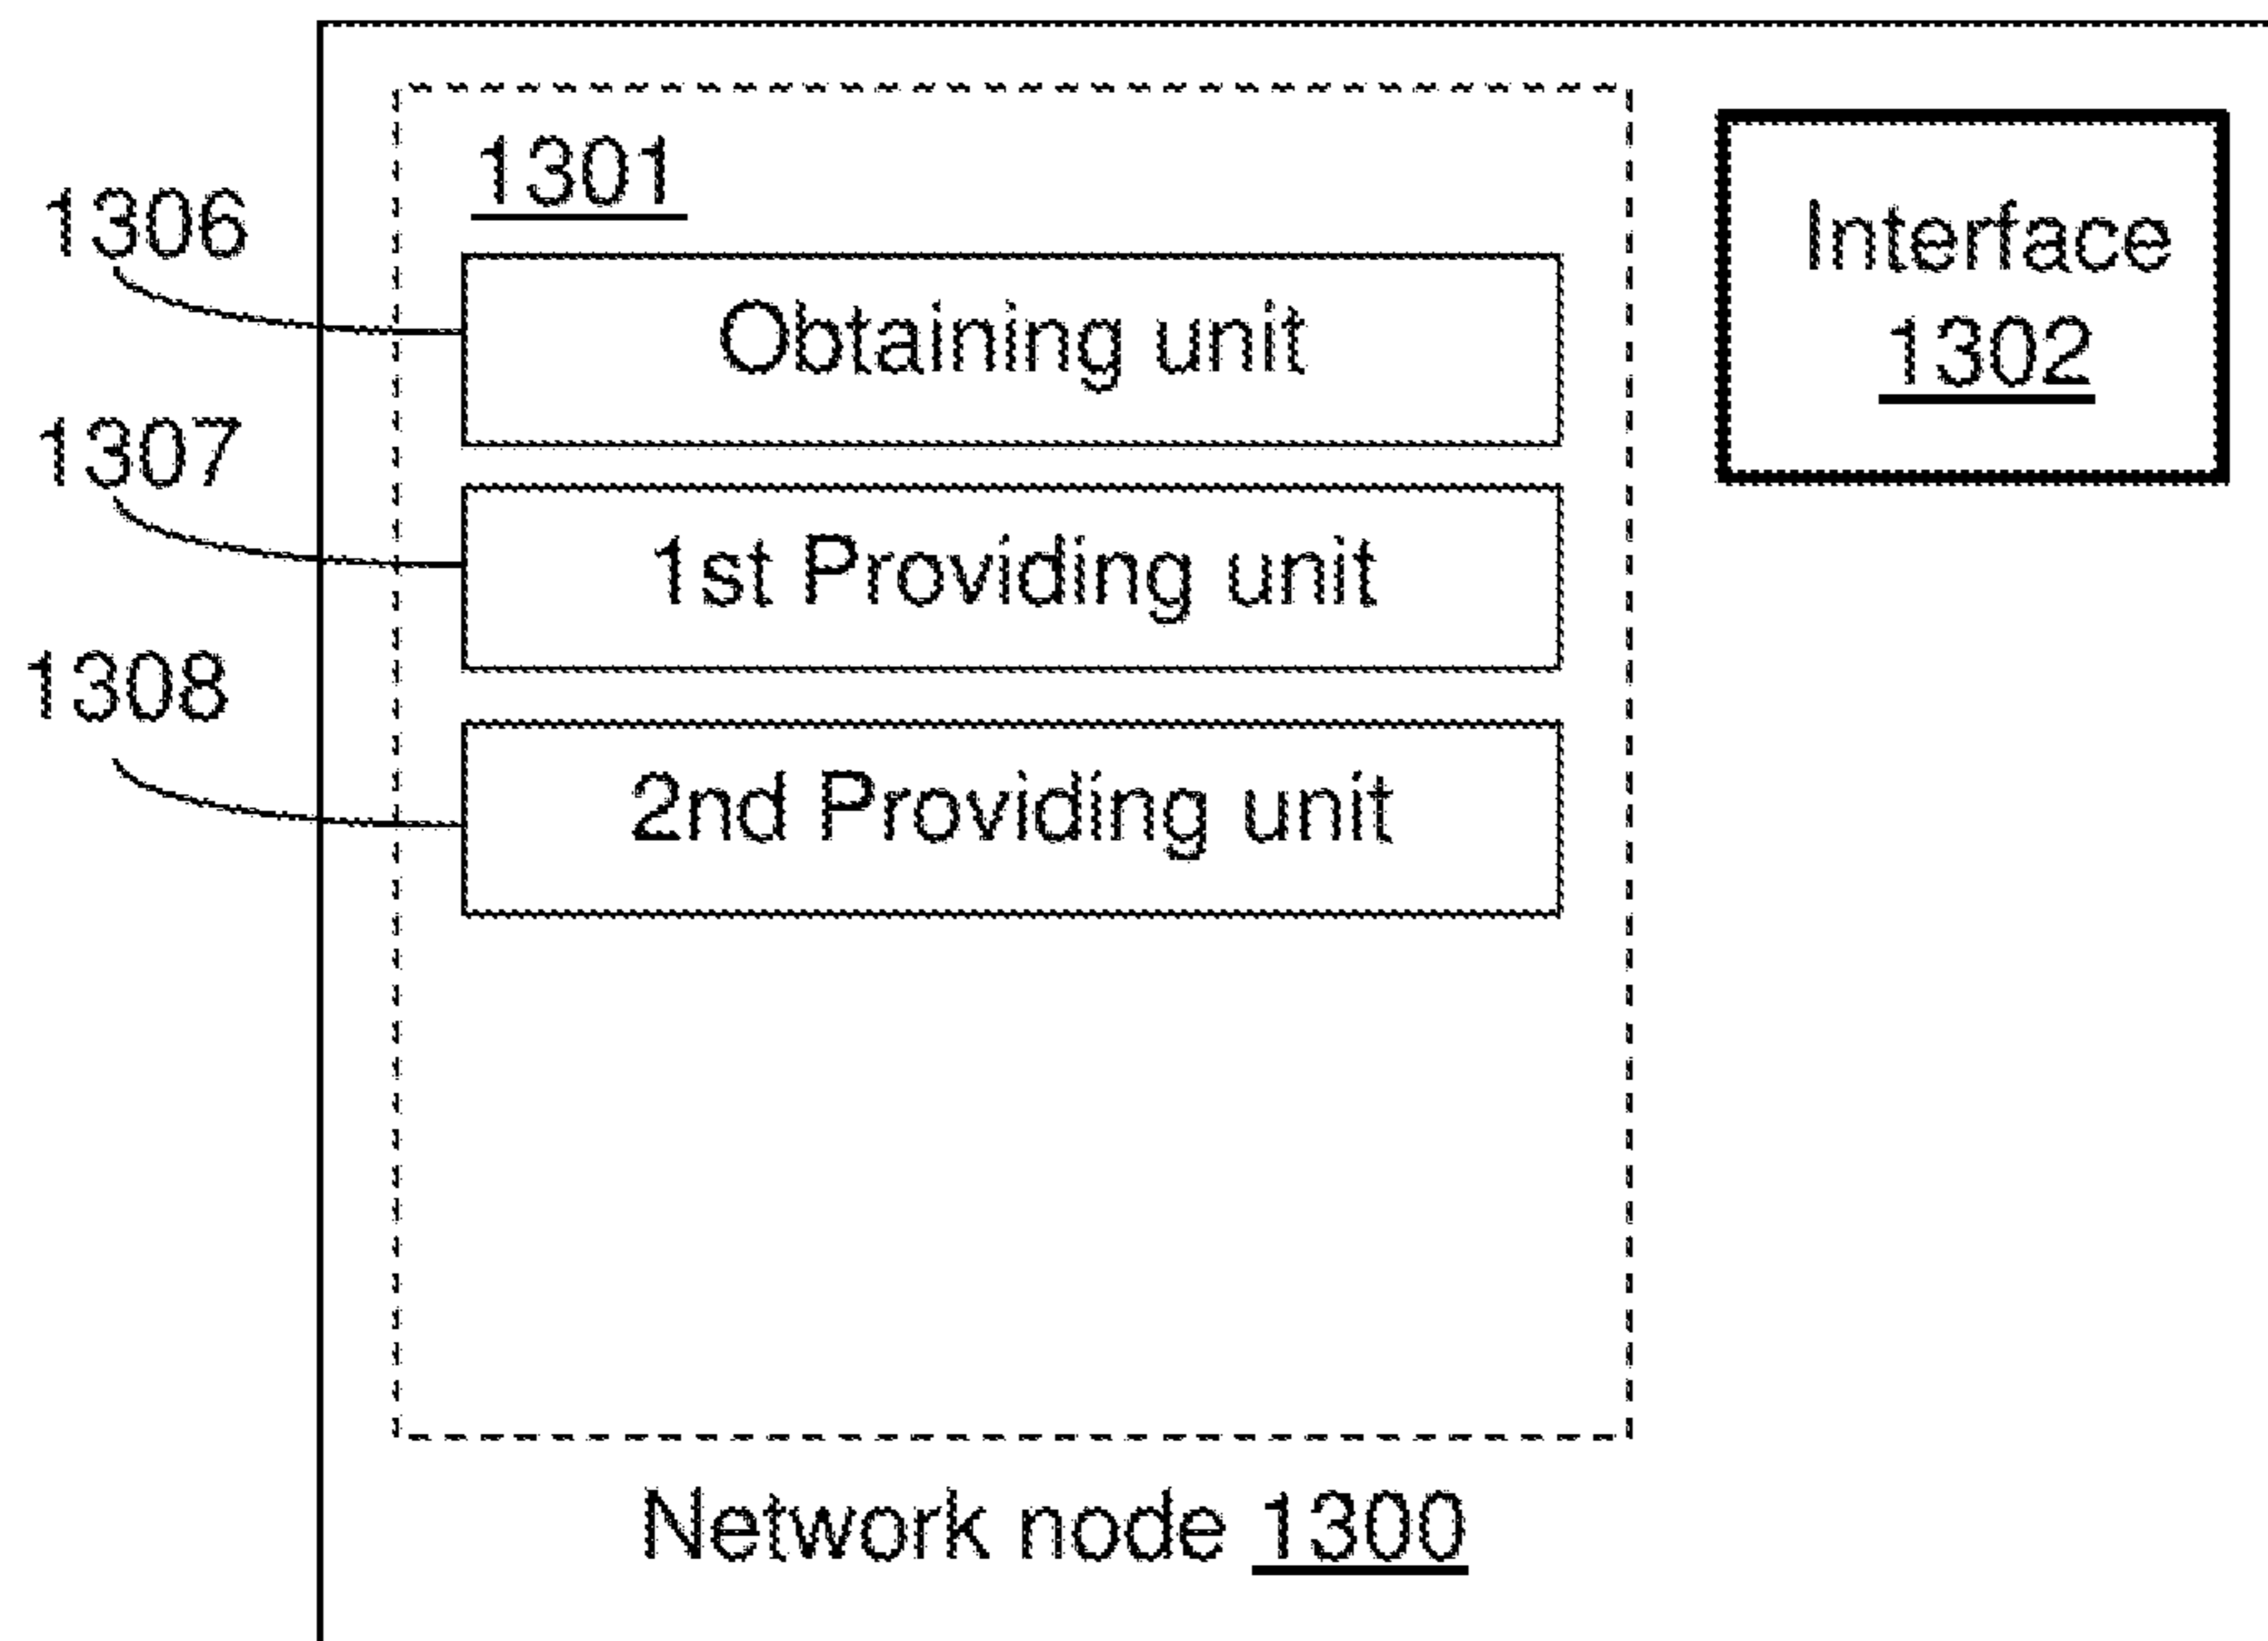 1301
1306
Obtaining unit
Interface
1302
1307
1st Providing unit
1308
2nd Providing unit
Network node 1300